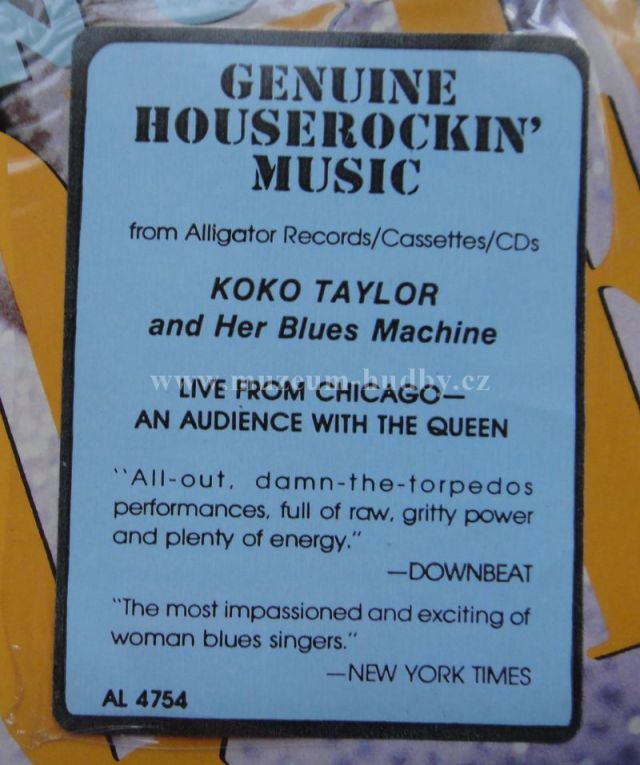 GENUINE
HOUSEROCKIN'
MUSIC
from Alligator Records/Cassettes/CDs
KOKO TAYLOR
and Her Blues Machine
www.muzeum-hudby.cz
LIVE FROM CHICAGO—
AN AUDIENCE WITH THE QUEEN
"All-out, damn-the-torpedos
performances, full of raw, gritty power
and plenty of energy."
—DOWNBEAT
"The most impassioned and exciting of
woman blues singers."
—NEW YORK TIMES
AL 4754